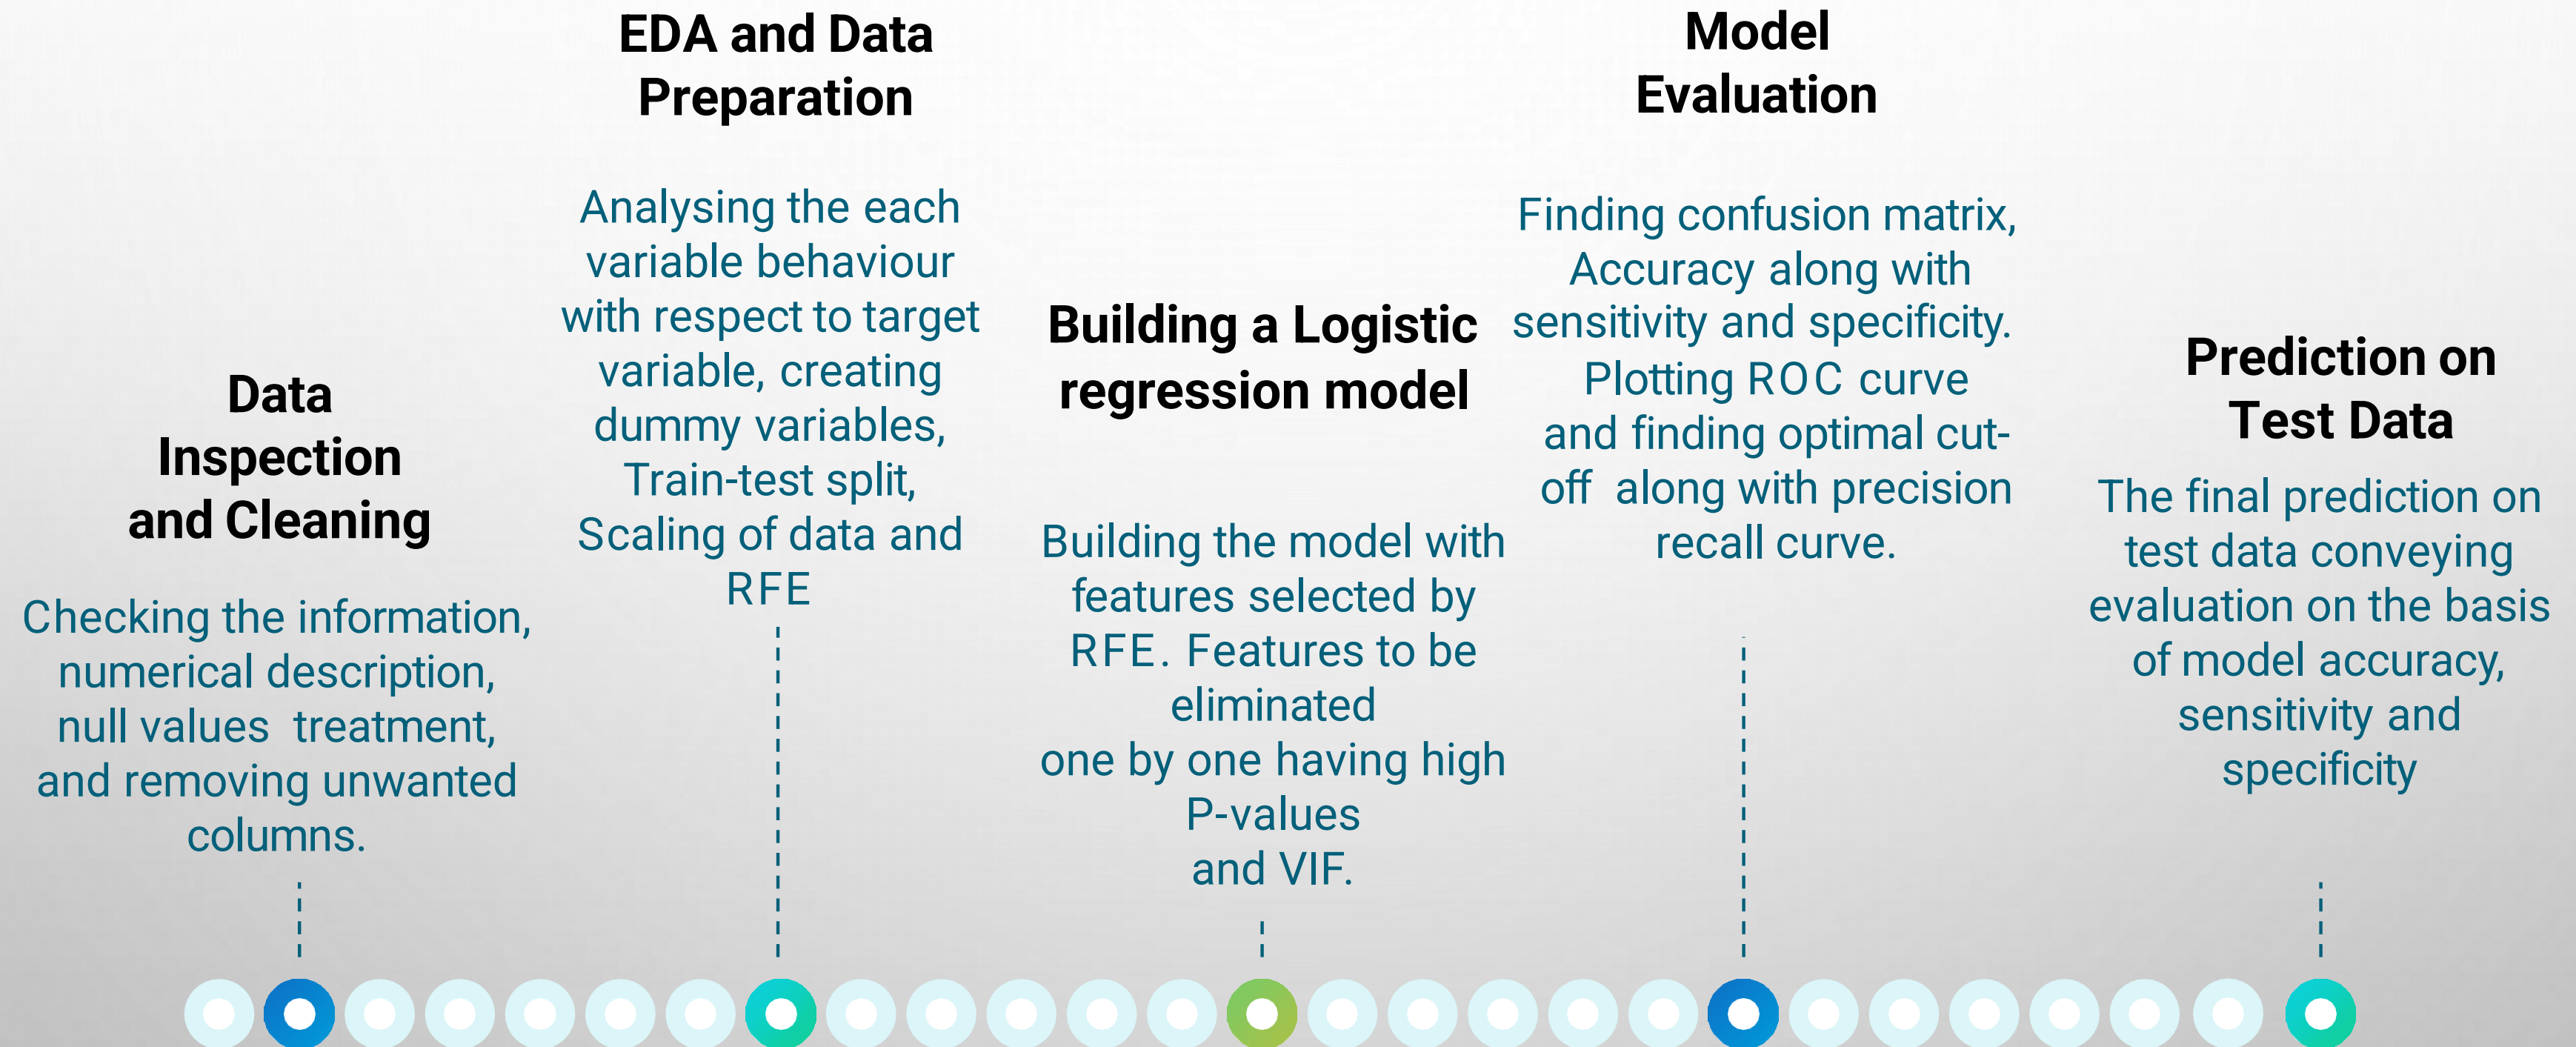 Data
Inspection
and Cleaning
Checking the information,
numerical description,
null values treatment,
and removing unwanted
columns.
EDA and Data
Preparation
Analysing the each
variable behaviour
with respect to target
variable, creating
dummy variables,
Train-test split,
Scaling of data and
RFE
Building a Logistic
regression model
Building the model with
features selected by
RFE. Features to be
eliminated
one by one having high
P-values
and VIF.
Model
Evaluation
Finding confusion matrix,
Accuracy along with
sensitivity and specificity.
Plotting ROC curve
and finding optimal cut-
off along with precision
recall curve.
Prediction on
Test Data
The final prediction on
test data conveying
evaluation on the basis
of model accuracy,
sensitivity and
specificity